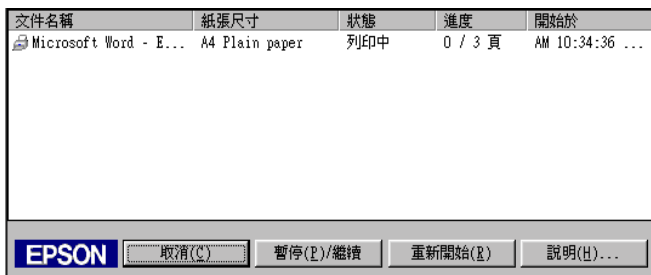 文件名稱 紙張尺寸 狀態 進度 開始於
Microsoft Word - E... A4 Plain paper 列印中 0 / 3 頁 AM 10:34:36 ...
EPSON 取消(C) 暫停(P)/繼續 重新開始(R) 說明(H)...